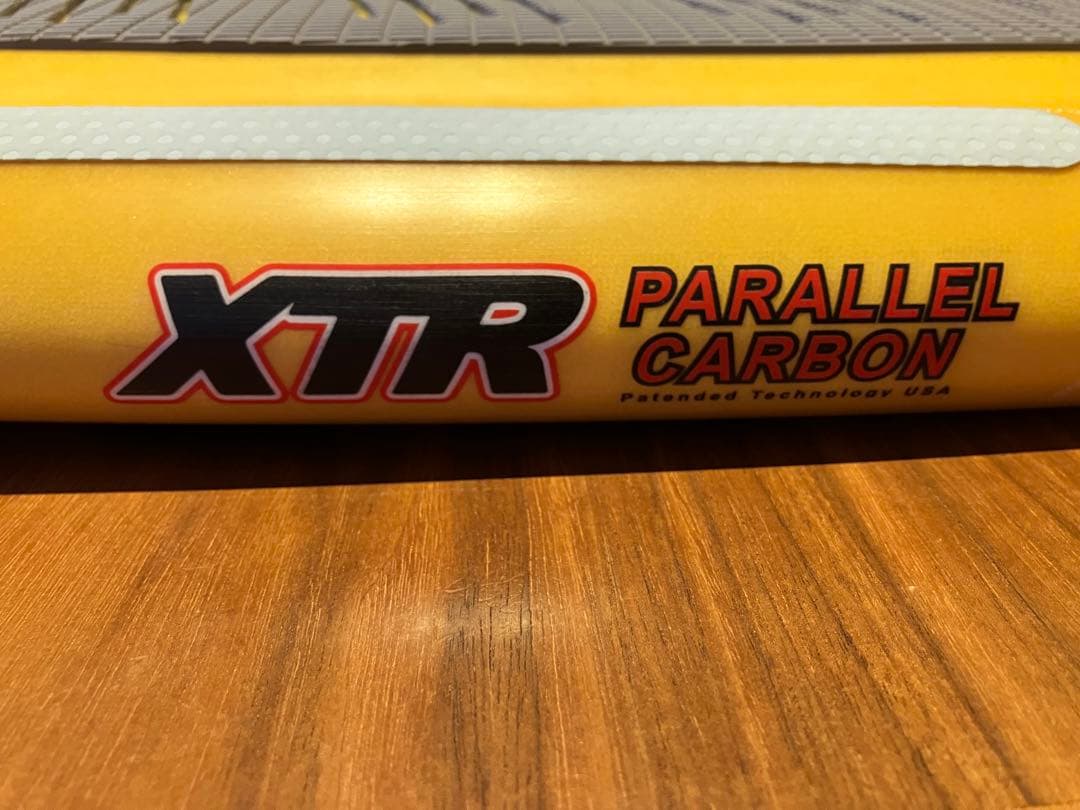 XTR
PARALLEL
CARBON
Patended Technology USA